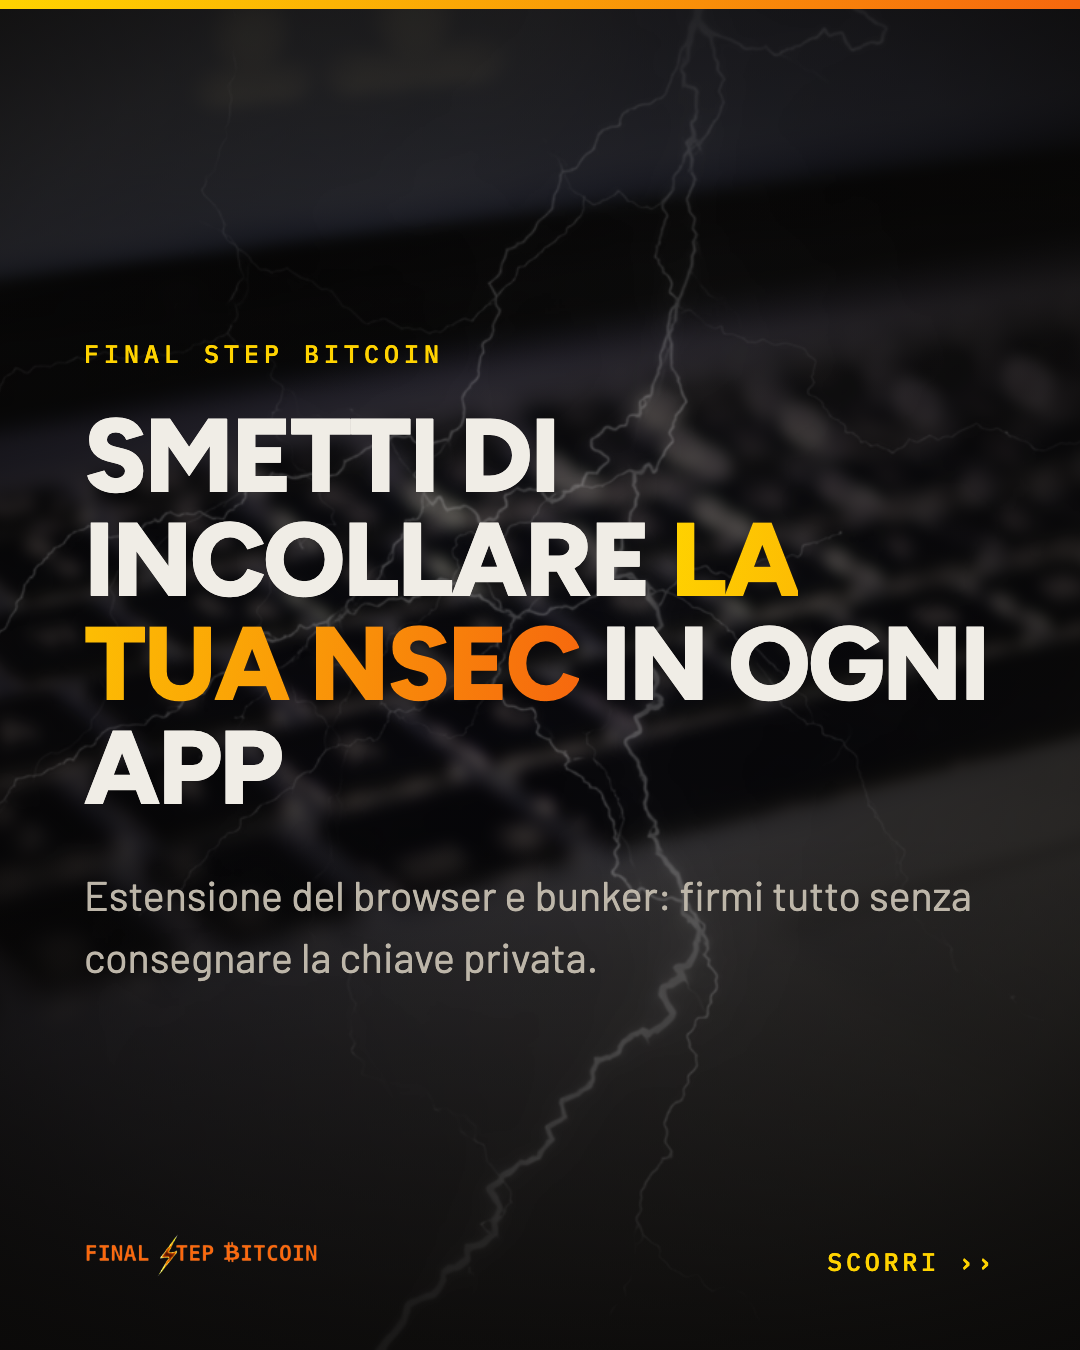 FINAL STEP BITCOIN
SMETTI DI
INCOLLARE LA
TUA NSEC IN OGNI
APP
Estensione del browser e bunker: firmi tutto senza
consegnare la chiave privata.
FINAL STEP ₿ITCOIN
SCORRI ››